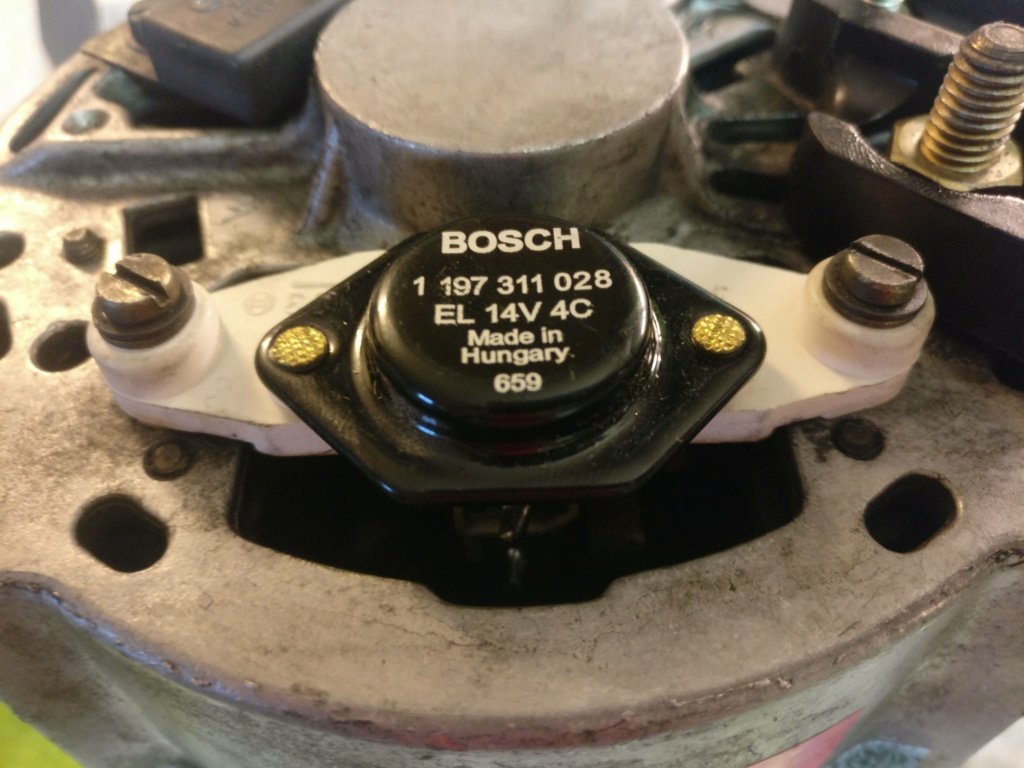 BOSCH
1 197 311 028
EL 14V 4C
Made in
Hungary
659